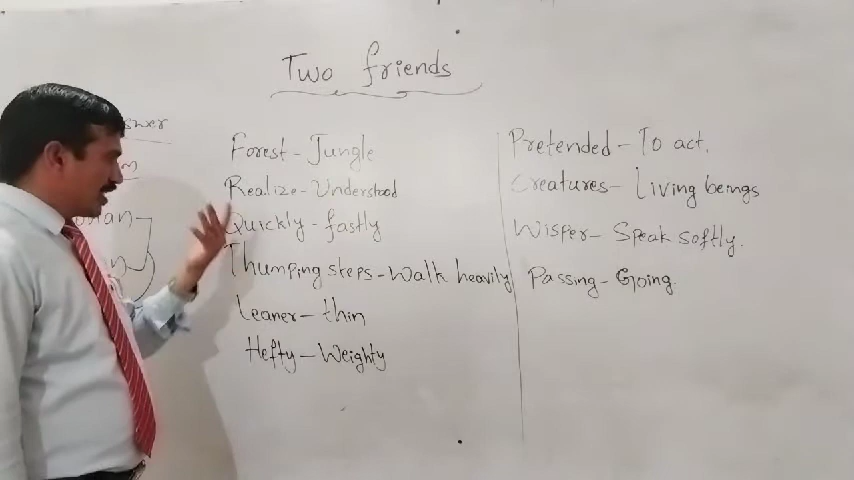 Two friends
Forest - Jungle
Realize - Understood
Quickly - fastly
Thumping steps - Walk heavily
Leaner - thin
Hefty - Weighty
Pretended - To act.
Creatures - Living beings
Wisper - Speak softly.
Passing - Going.